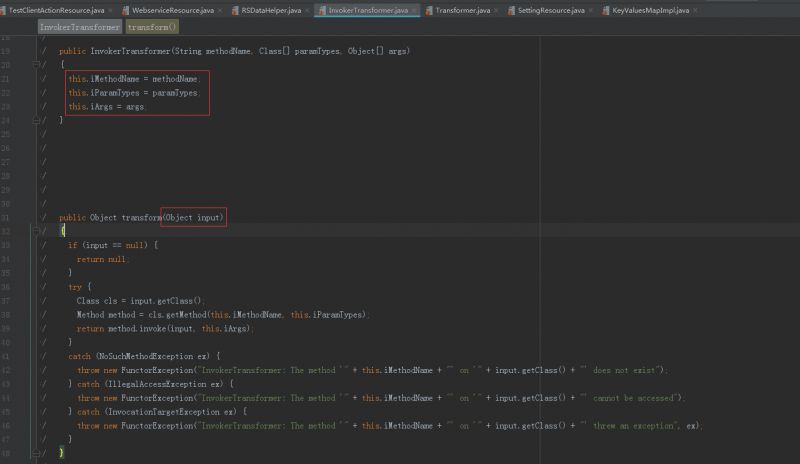 TestClientActionResource.java × WebserviceResource.java × RSDataHelper.java × InvokerTransformer.java × Transformer.java × SettingResource.java × KeyValuesMapImpl.java ×
InvokerTransformer transform()
18 /
19 / public InvokerTransformer(String methodName, Class[] paramTypes, Object[] args)
20 / {
21 / this.iMethodName = methodName;
22 / this.iParamTypes = paramTypes;
23 / this.iArgs = args;
24 / }
25 /
26 /
27 /
28 /
29 /
30 /
31 / public Object transform(Object input)
32 / {
33 / if (input == null) {
34 / return null;
35 / }
36 / try {
37 / Class cls = input.getClass();
38 / Method method = cls.getMethod(this.iMethodName, this.iParamTypes);
39 / return method.invoke(input, this.iArgs);
40 / }
41 / catch (NoSuchMethodException ex) {
42 / throw new FunctorException("InvokerTransformer: The method '" + this.iMethodName + "' on '" + input.getClass() + "' does not exist");
43 / } catch (IllegalAccessException ex) {
44 / throw new FunctorException("InvokerTransformer: The method '" + this.iMethodName + "' on '" + input.getClass() + "' cannot be accessed");
45 / } catch (InvocationTargetException ex) {
46 / throw new FunctorException("InvokerTransformer: The method '" + this.iMethodName + "' on '" + input.getClass() + "' threw an exception", ex);
47 / }
48 / }